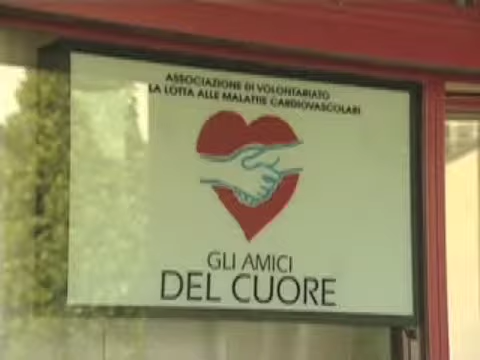 ASSOCIAZIONE DI VOLONTARIATO
LA LOTTA ALLE MALATTIE CARDIOVASCOLARI
GLI AMICI
DEL CUORE